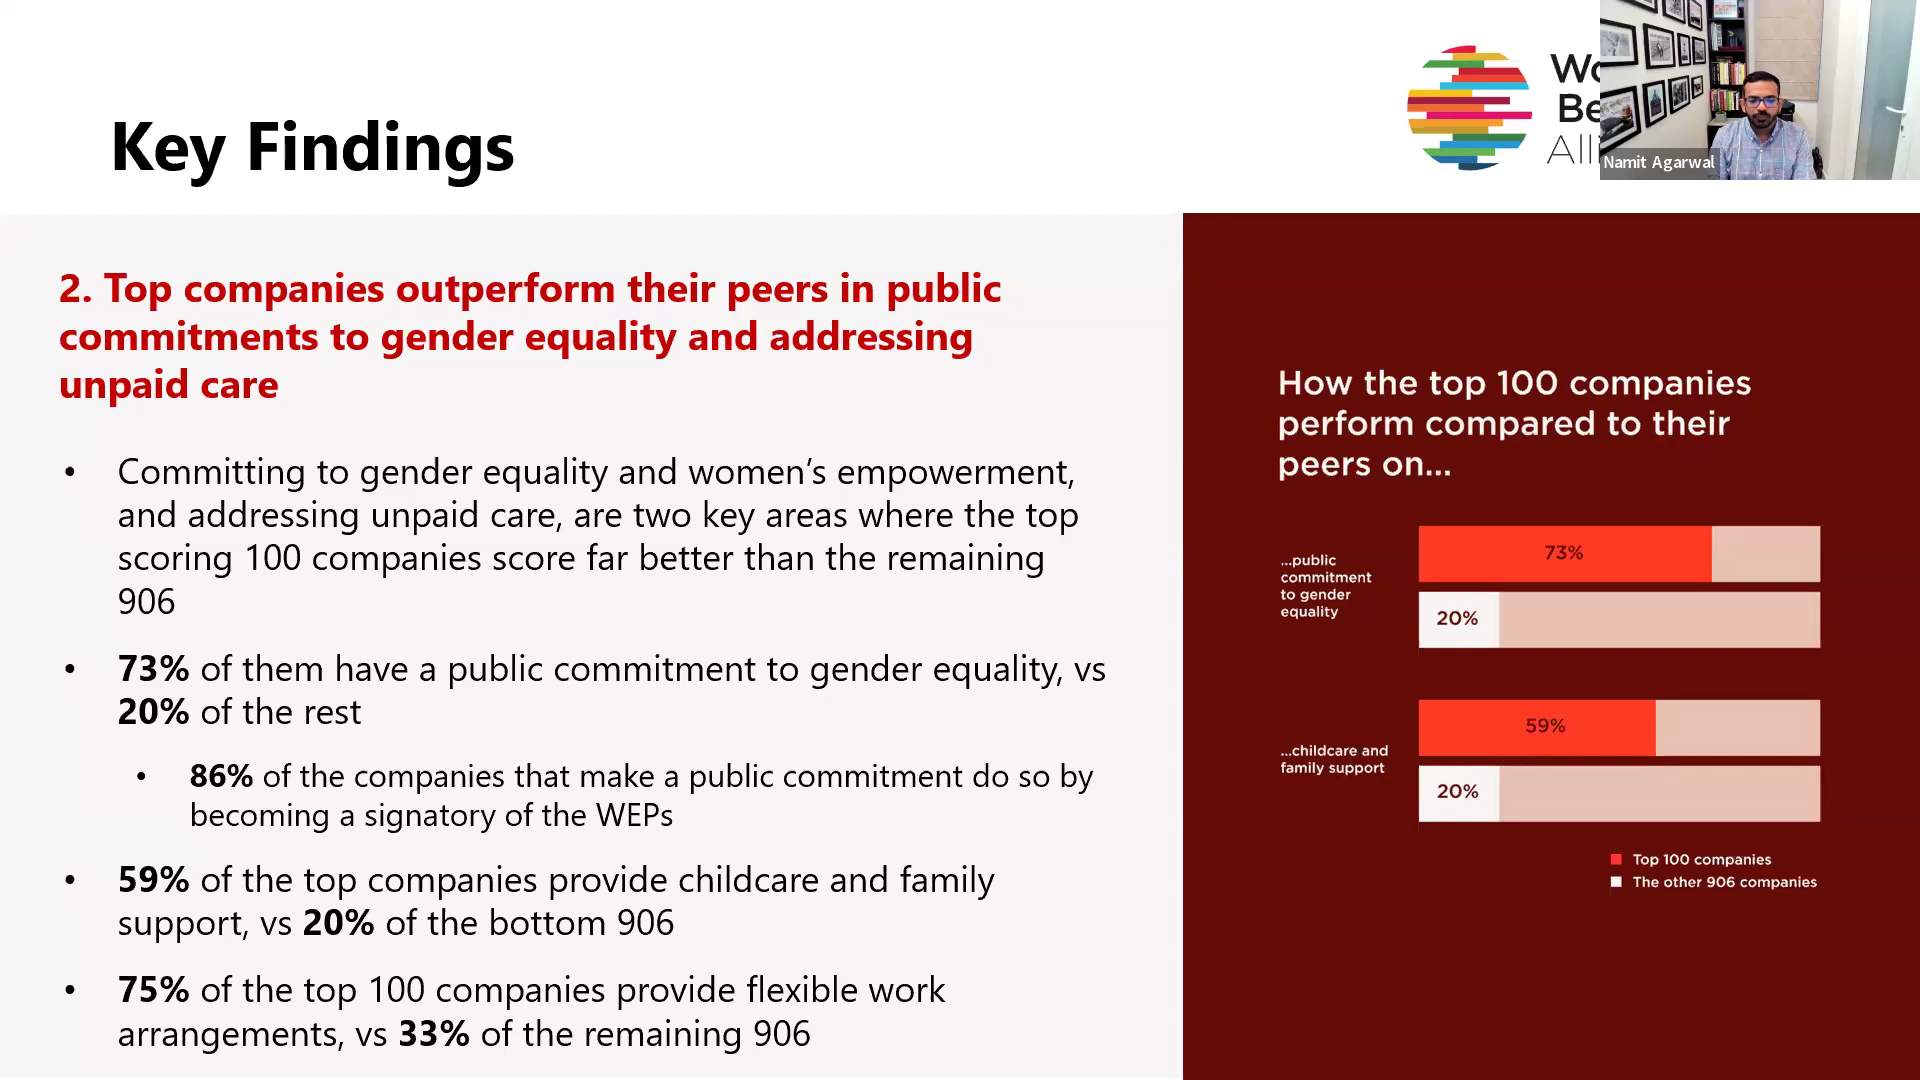 Key Findings
Namit Agarwal
2. Top companies outperform their peers in public
commitments to gender equality and addressing
unpaid care
• Committing to gender equality and women’s empowerment,
and addressing unpaid care, are two key areas where the top
scoring 100 companies score far better than the remaining
906
• 73% of them have a public commitment to gender equality, vs
20% of the rest
• 86% of the companies that make a public commitment do so by
becoming a signatory of the WEPs
• 59% of the top companies provide childcare and family
support, vs 20% of the bottom 906
• 75% of the top 100 companies provide flexible work
arrangements, vs 33% of the remaining 906
How the top 100 companies
perform compared to their
peers on...
...public
commitment
to gender
equality
73%
20%
...childcare and
family support
59%
20%
Top 100 companies
The other 906 companies